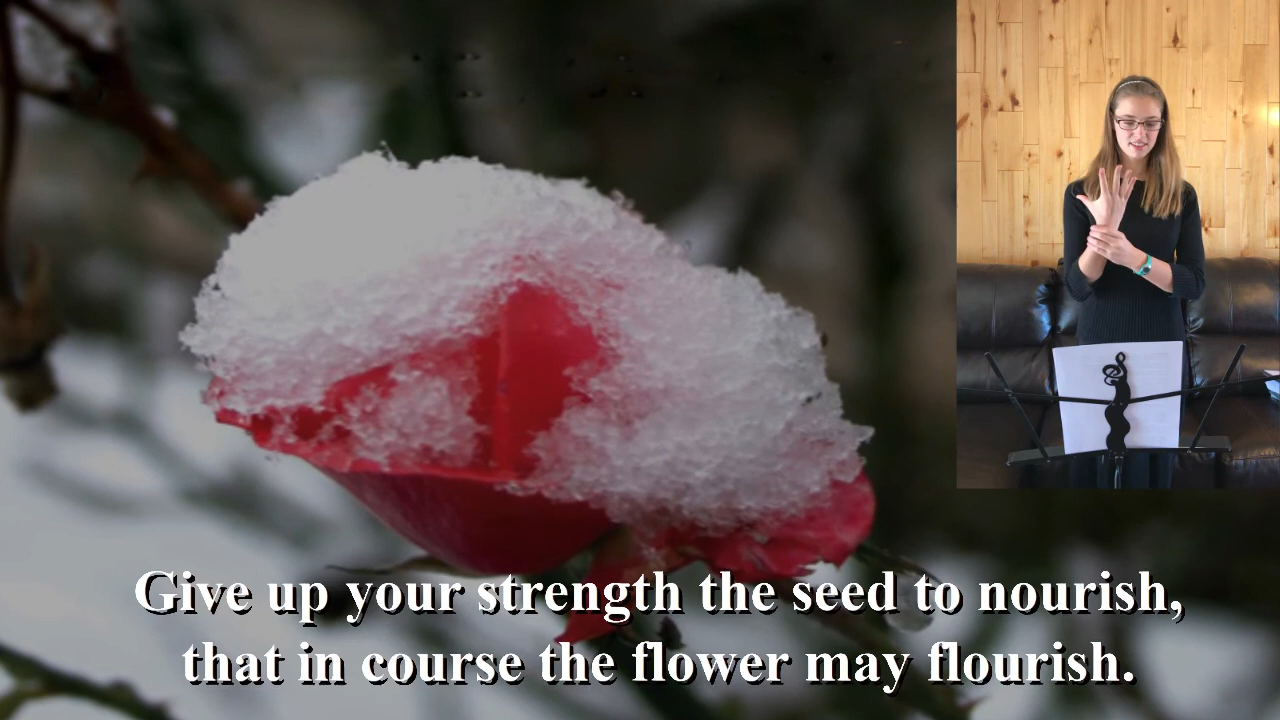 Give up your strength the seed to nourish,
that in course the flower may flourish.